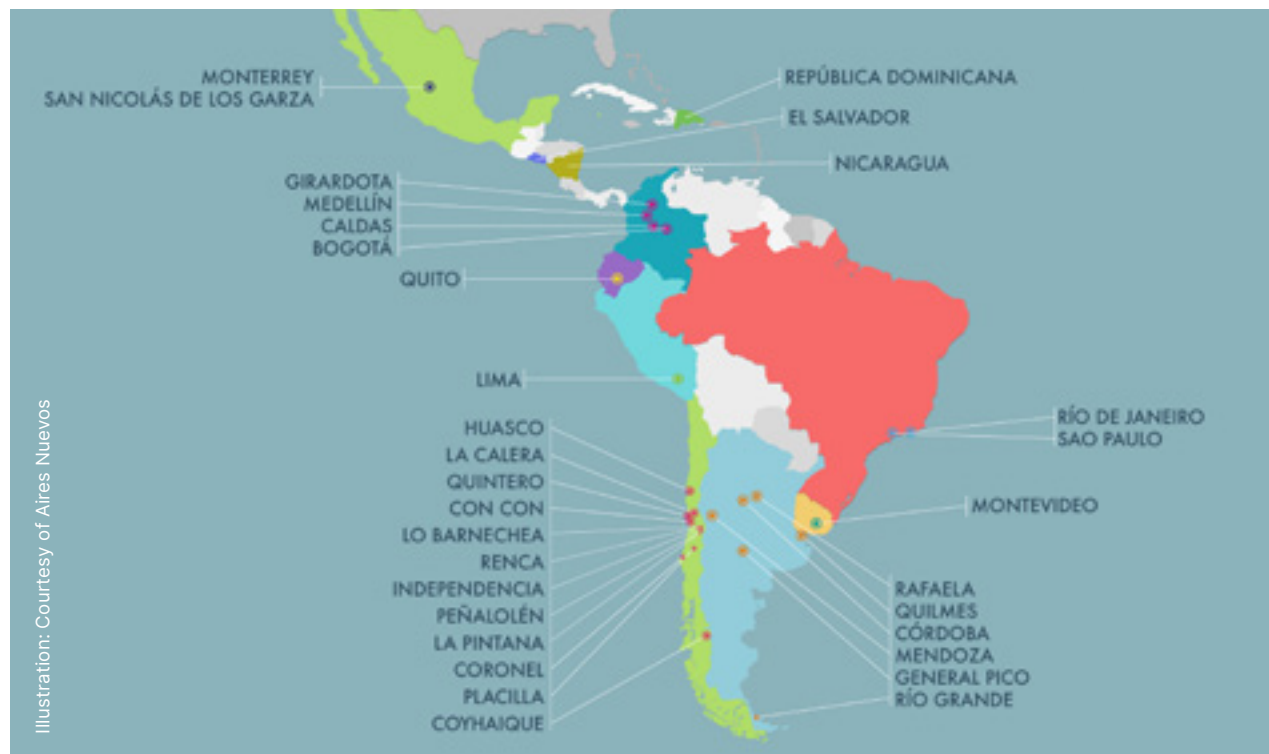 MONTERREY
SAN NICOLÁS DE LOS GARZA
REPÚBLICA DOMINICANA
EL SALVADOR
NICARAGUA
GIRARDOTA
MEDELLÍN
CALDAS
BOGOTÁ
QUITO
LIMA
HUASCO
LA CALERA
QUINTERO
CON CON
LO BARNECHEA
RENCA
INDEPENDENCIA
PEÑALOLÉN
LA PINTANA
CORONEL
PLACILLA
COYHAIQUE
RÍO DE JANEIRO
SAO PAULO
MONTEVIDEO
RAFAELA
QUILMES
CÓRDOBA
MENDOZA
GENERAL PICO
RÍO GRANDE
Illustration: Courtesy of Aires Nuevos